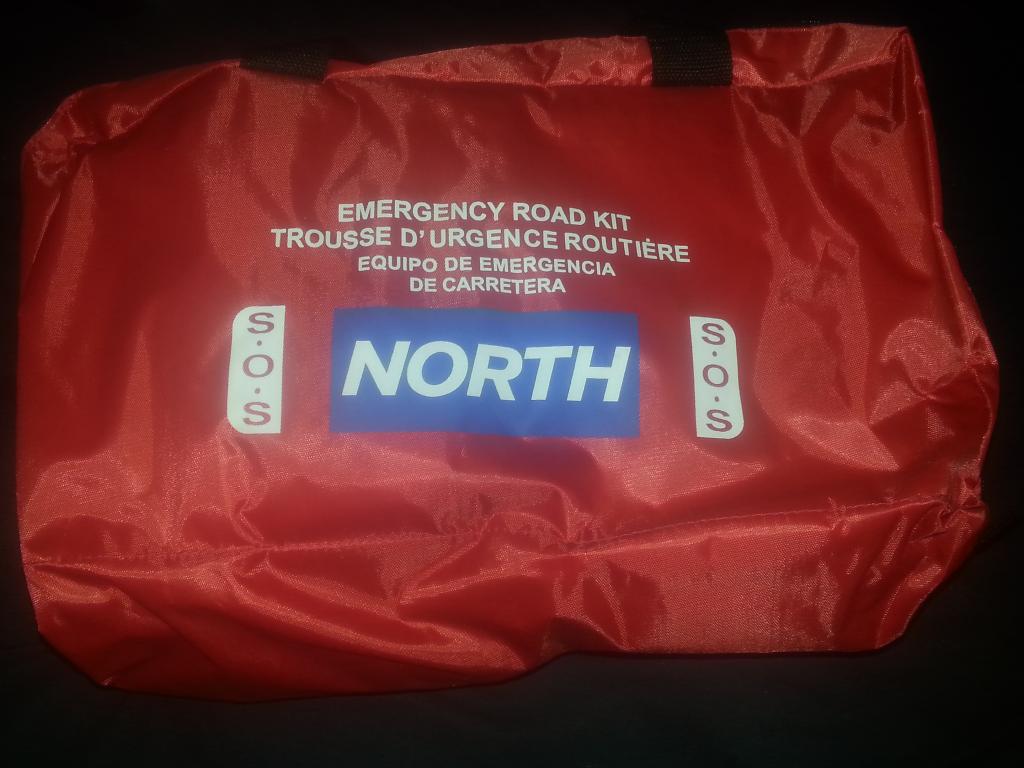 EMERGENCY ROAD KIT
TROUSSE D'URGENCE ROUTIÈRE
EQUIPO DE EMERGENCIA
DE CARRETERA
S.O.S
NORTH
S.O.S